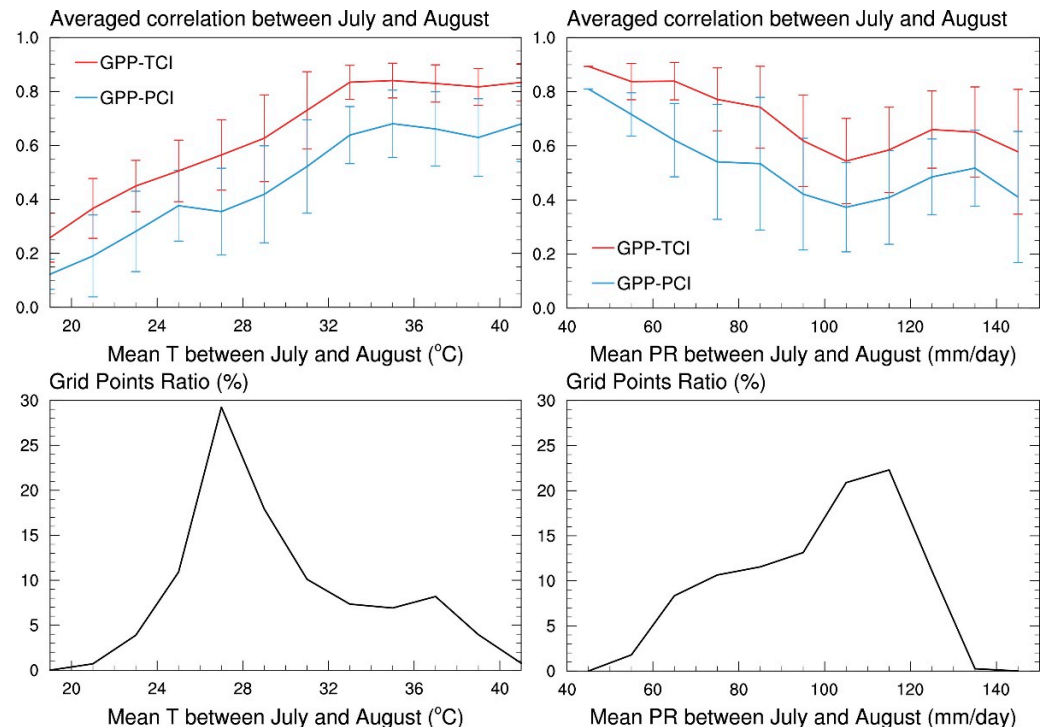 Averaged correlation between July and August
1.0
0.8
0.6
0.4
0.2
0.0
GPP-TCI
GPP-PCI
20 24 28 32 36 40
Mean T between July and August (°C)
Averaged correlation between July and August
1.0
0.8
0.6
0.4
0.2
0.0
GPP-TCI
GPP-PCI
40 60 80 100 120 140
Mean PR between July and August (mm/day)
Grid Points Ratio (%)
30
25
20
15
10
5
0
20 24 28 32 36 40
Mean T between July and August (°C)
Grid Points Ratio (%)
30
25
20
15
10
5
0
40 60 80 100 120 140
Mean PR between July and August (mm/day)